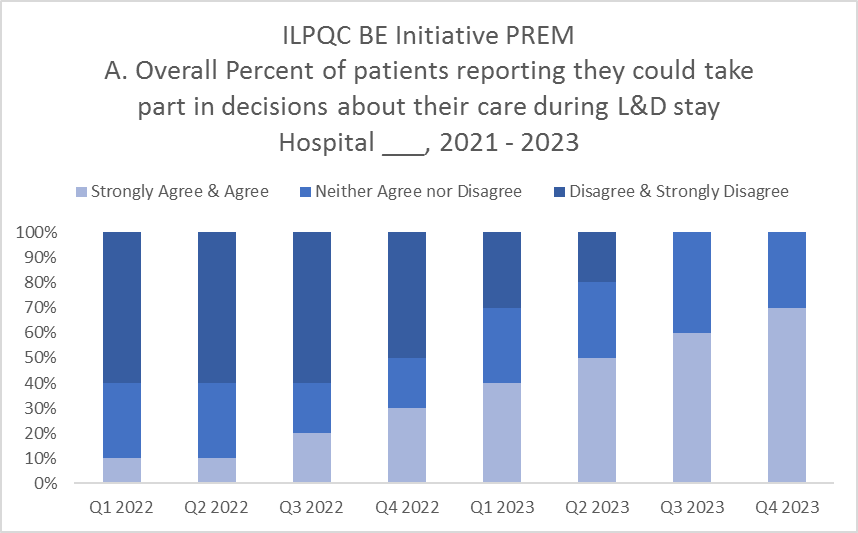 ILPQC BE Initiative PREM
A. Overall Percent of patients reporting they could take
part in decisions about their care during L&D stay
Hospital ___, 2021 - 2023
Strongly Agree & Agree Neither Agree nor Disagree Disagree & Strongly Disagree
100%
90%
80%
70%
60%
50%
40%
30%
20%
10%
0%
Q1 2022 Q2 2022 Q3 2022 Q4 2022 Q1 2023 Q2 2023 Q3 2023 Q4 2023